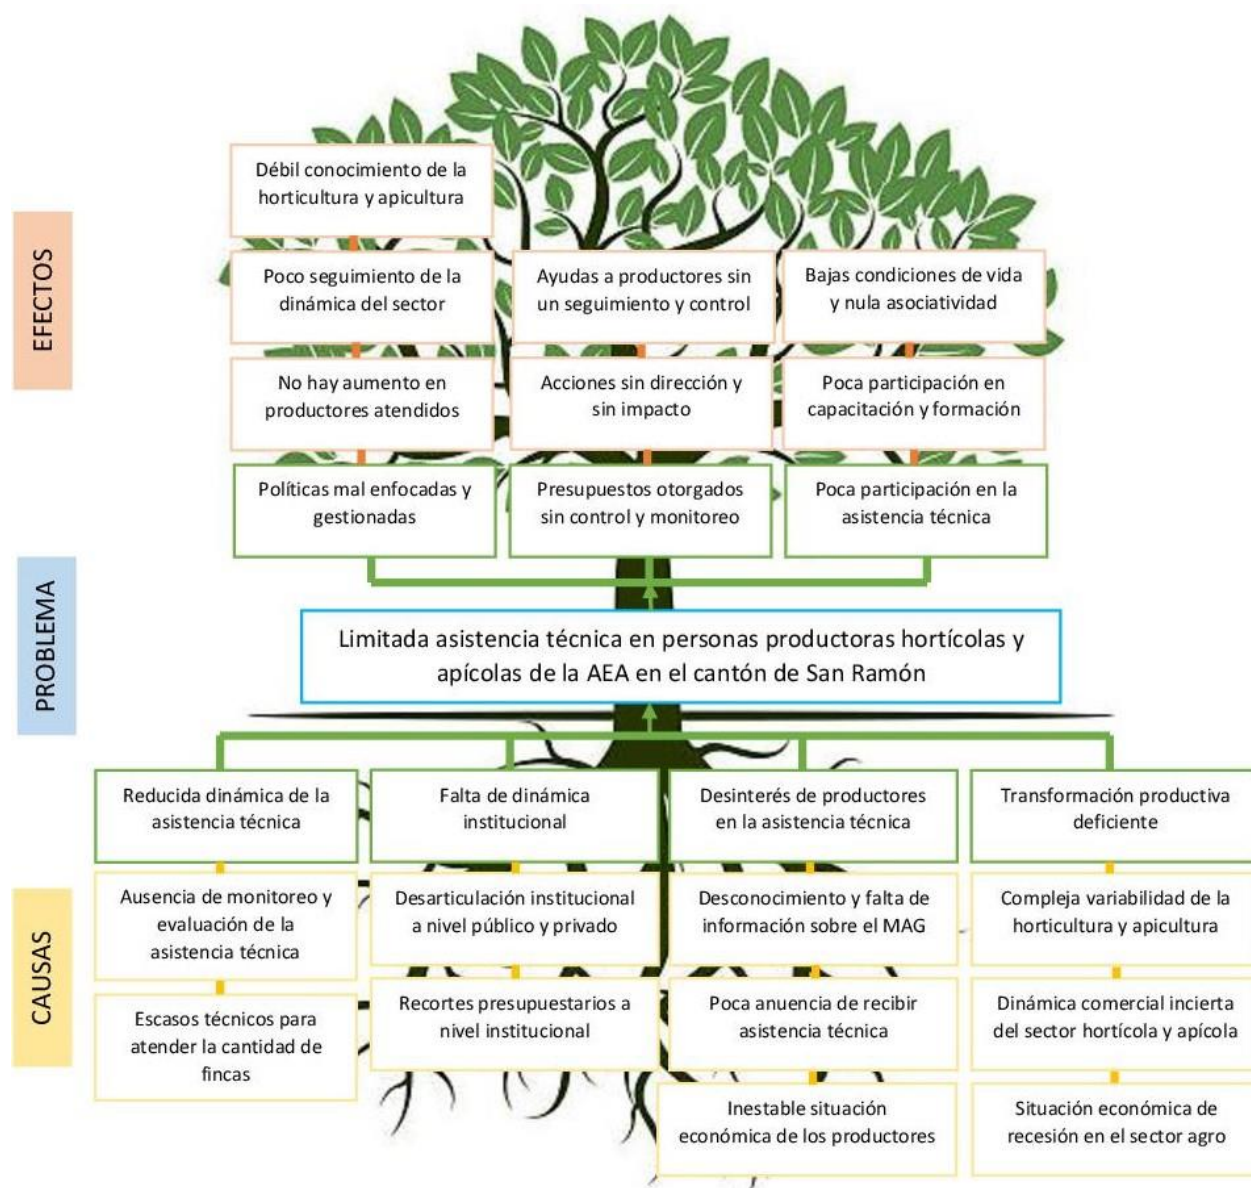 EFECTOS
Débil conocimiento de la
horticultura y apicultura
Poco seguimiento de la
dinámica del sector
Ayudas a productores sin
un seguimiento y control
Bajas condiciones de vida
y nula asociatividad
No hay aumento en
productores atendidos
Acciones sin dirección y
sin impacto
Poca participación en
capacitación y formación
Políticas mal enfocadas y
gestionadas
Presupuestos otorgados
sin control y monitoreo
Poca participación en la
asistencia técnica
PROBLEMA
Limitada asistencia técnica en personas productoras hortícolas y
apícolas de la AEA en el cantón de San Ramón
CAUSAS
Reducida dinámica de la
asistencia técnica
Falta de dinámica
institucional
Desinterés de productores
en la asistencia técnica
Transformación productiva
deficiente
Ausencia de monitoreo y
evaluación de la
asistencia técnica
Desarticulación institucional
a nivel público y privado
Desconocimiento y falta de
información sobre el MAG
Compleja variabilidad de la
horticultura y apicultura
Escasos técnicos para
atender la cantidad de
fincas
Recortes presupuestarios a
nivel institucional
Poca anuencia de recibir
asistencia técnica
Dinámica comercial incierta
del sector hortícola y apícola
Inestable situación
económica de los productores
Situación económica de
recesión en el sector agro